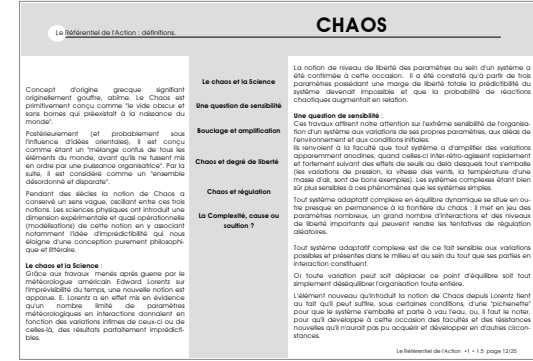 Le Référentiel de l'Action : définitions.
CHAOS
Concept d'origine grecque signifiant
originellement gouffre, abîme. Le Chaos est
primitivement conçu comme "le vide obscur et
sans bornes qui préexistait à la naissance du
monde".
Postérieurement (et probablement sous
l'influence d'idées orientales), il est conçu
comme étant un "mélange confus de tous les
éléments du monde, avant qu'ils ne fussent mis
en ordre par une puissance organisatrice". Par la
suite, il est considéré comme un "ensemble
désordonné et disparate".
Pendant des siècles la notion de Chaos a
conservé un sens vague, oscillant entre ces trois
notions. Les sciences physiques ont introduit une
dimension expérimentale et quasi opérationnelle
(modélisations) de cette notion en y associant
notamment l'idée d'imprédictibilité qui nous
éloigne d'une conception purement philosophi-
que et littéraire.
Le chaos et la Science :
Grâce aux travaux menés après guerre par le
météorologue américain Edward Lorentz sur
l'imprévisibilité du temps, une nouvelle notion est
apparue. E. Lorentz a en effet mis en évidence
qu'un nombre limité de paramètres
météorologiques en interactions donnaient en
fonction des variations infimes de ceux-ci ou de
celles-là, des résultats parfaitement imprédicti-
bles.
Le chaos et la Science
Une question de sensibilité
Bouclage et amplification
Chaos et degré de liberté
Chaos et régulation
La Complexité, cause ou
soultion ?
La notion de niveau de liberté des paramètres au sein d'un système a
été confirmée à cette occasion. Il a été constaté qu'à partir de trois
paramètres possédant une marge de liberté totale la prédictibilité du
système devenait impossible et que la probabilité de réactions
chaotiques augmentait en relation.
Une question de sensibilité :
Ces travaux attirent notre attention sur l'extrême sensibilité de l'organisa-
tion d'un système aux variations de ses propres paramètres, aux aléas de
l'environnement et aux conditions initiales.
Ils renvoient à la faculté que tout système a d'amplifier des variations
apparemment anodines, quand celles-ci inter-rétro-agissent rapidement
et fortement suivant des effets de seuils au delà desquels tout s'emballe
(les variations de pression, la vitesse des vents, la température d'une
masse d'air, sont de bons exemples). Les systèmes complexes étant bien
sûr plus sensibles à ces phénomènes que les systèmes simples.
Tout système adaptatif complexe en équilibre dynamique se situe en ou-
tre presque en permanence à la frontière du chaos : il met en jeu des
paramètres nombreux, un grand nombre d'interactions et des niveaux
de liberté importants qui peuvent rendre les tentatives de régulation
aléatoires.
Tout système adaptatif complexe est de ce fait sensible aux variations
possibles et présentes dans le milieu et au sein du tout que ses parties en
interaction constituent.
Or toute variation peut soit déplacer ce point d'équilibre soit tout
simplement déséquilibrer l'organisation toute entière.
L'élément nouveau qu'introduit la notion de Chaos depuis Lorentz tient
au fait qu'il peut suffire, sous certaines conditions, d'une "pichenette"
pour que le système s'emballe et parte à vau l'eau, ou, il faut le noter,
pour qu'il développe à cette occasion des facultés et des résistances
nouvelles qu'il n'aurait pas pu acquérir et développer en d'autres circon-
stances.
Le Référentiel de l'Action •1 • 1.5 page 12/25